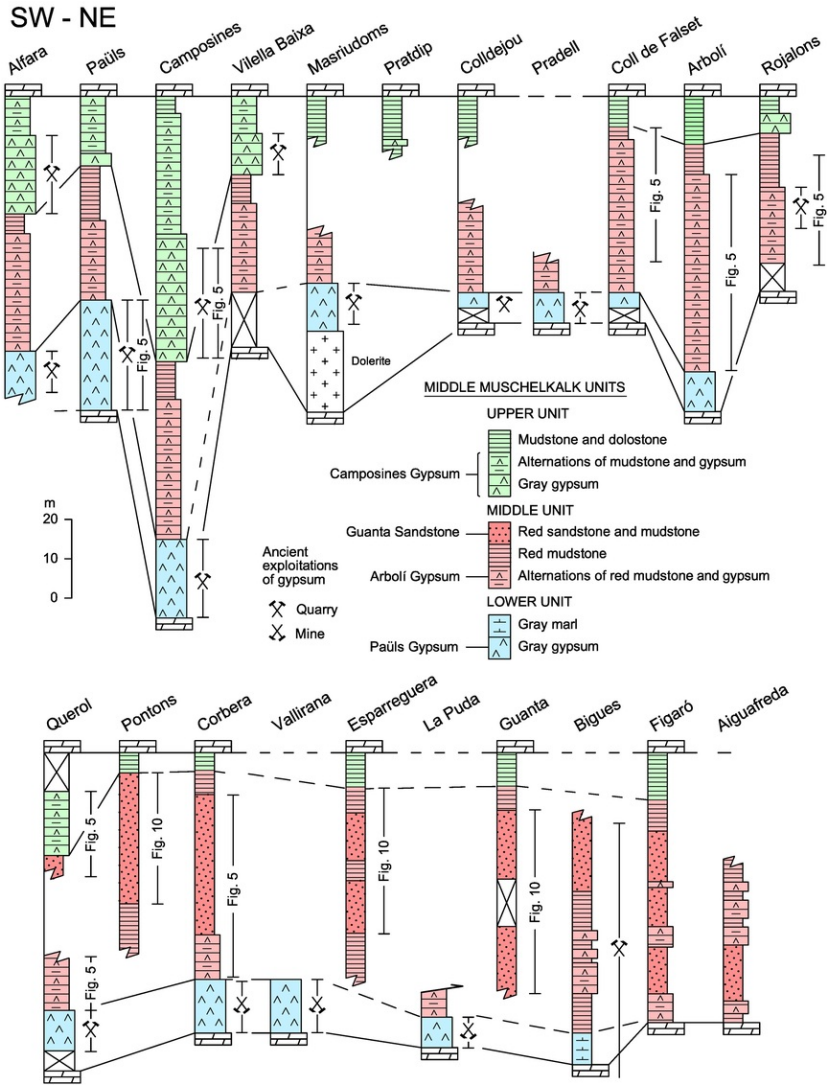 SW - NE
Alfara
Paüls
Camposines
Vilella Baixa
Masriudoms
Pratdip
Colldejou
Pradell
Coll de Falset
Arbolí
Rojalons
Fig. 5
Fig. 5
Fig. 5
Fig. 5
Fig. 5
Dolerite
m
20
10
0
MIDDLE MUSCHELKALK UNITS
UPPER UNIT
Mudstone and dolostone
Camposines Gypsum
Alternations of mudstone and gypsum
Gray gypsum
MIDDLE UNIT
Guanta Sandstone
Red sandstone and mudstone
Red mudstone
Arbolí Gypsum
Alternations of red mudstone and gypsum
LOWER UNIT
Gray marl
Paüls Gypsum
Gray gypsum
Ancient
exploitations
of gypsum
Quarry
Mine
Querol
Pontons
Corbera
Vallirana
Esparreguera
La Puda
Guanta
Bigues
Figaró
Aiguafreda
Fig. 5
Fig. 10
Fig. 5
Fig. 10
Fig. 10
Fig. 5